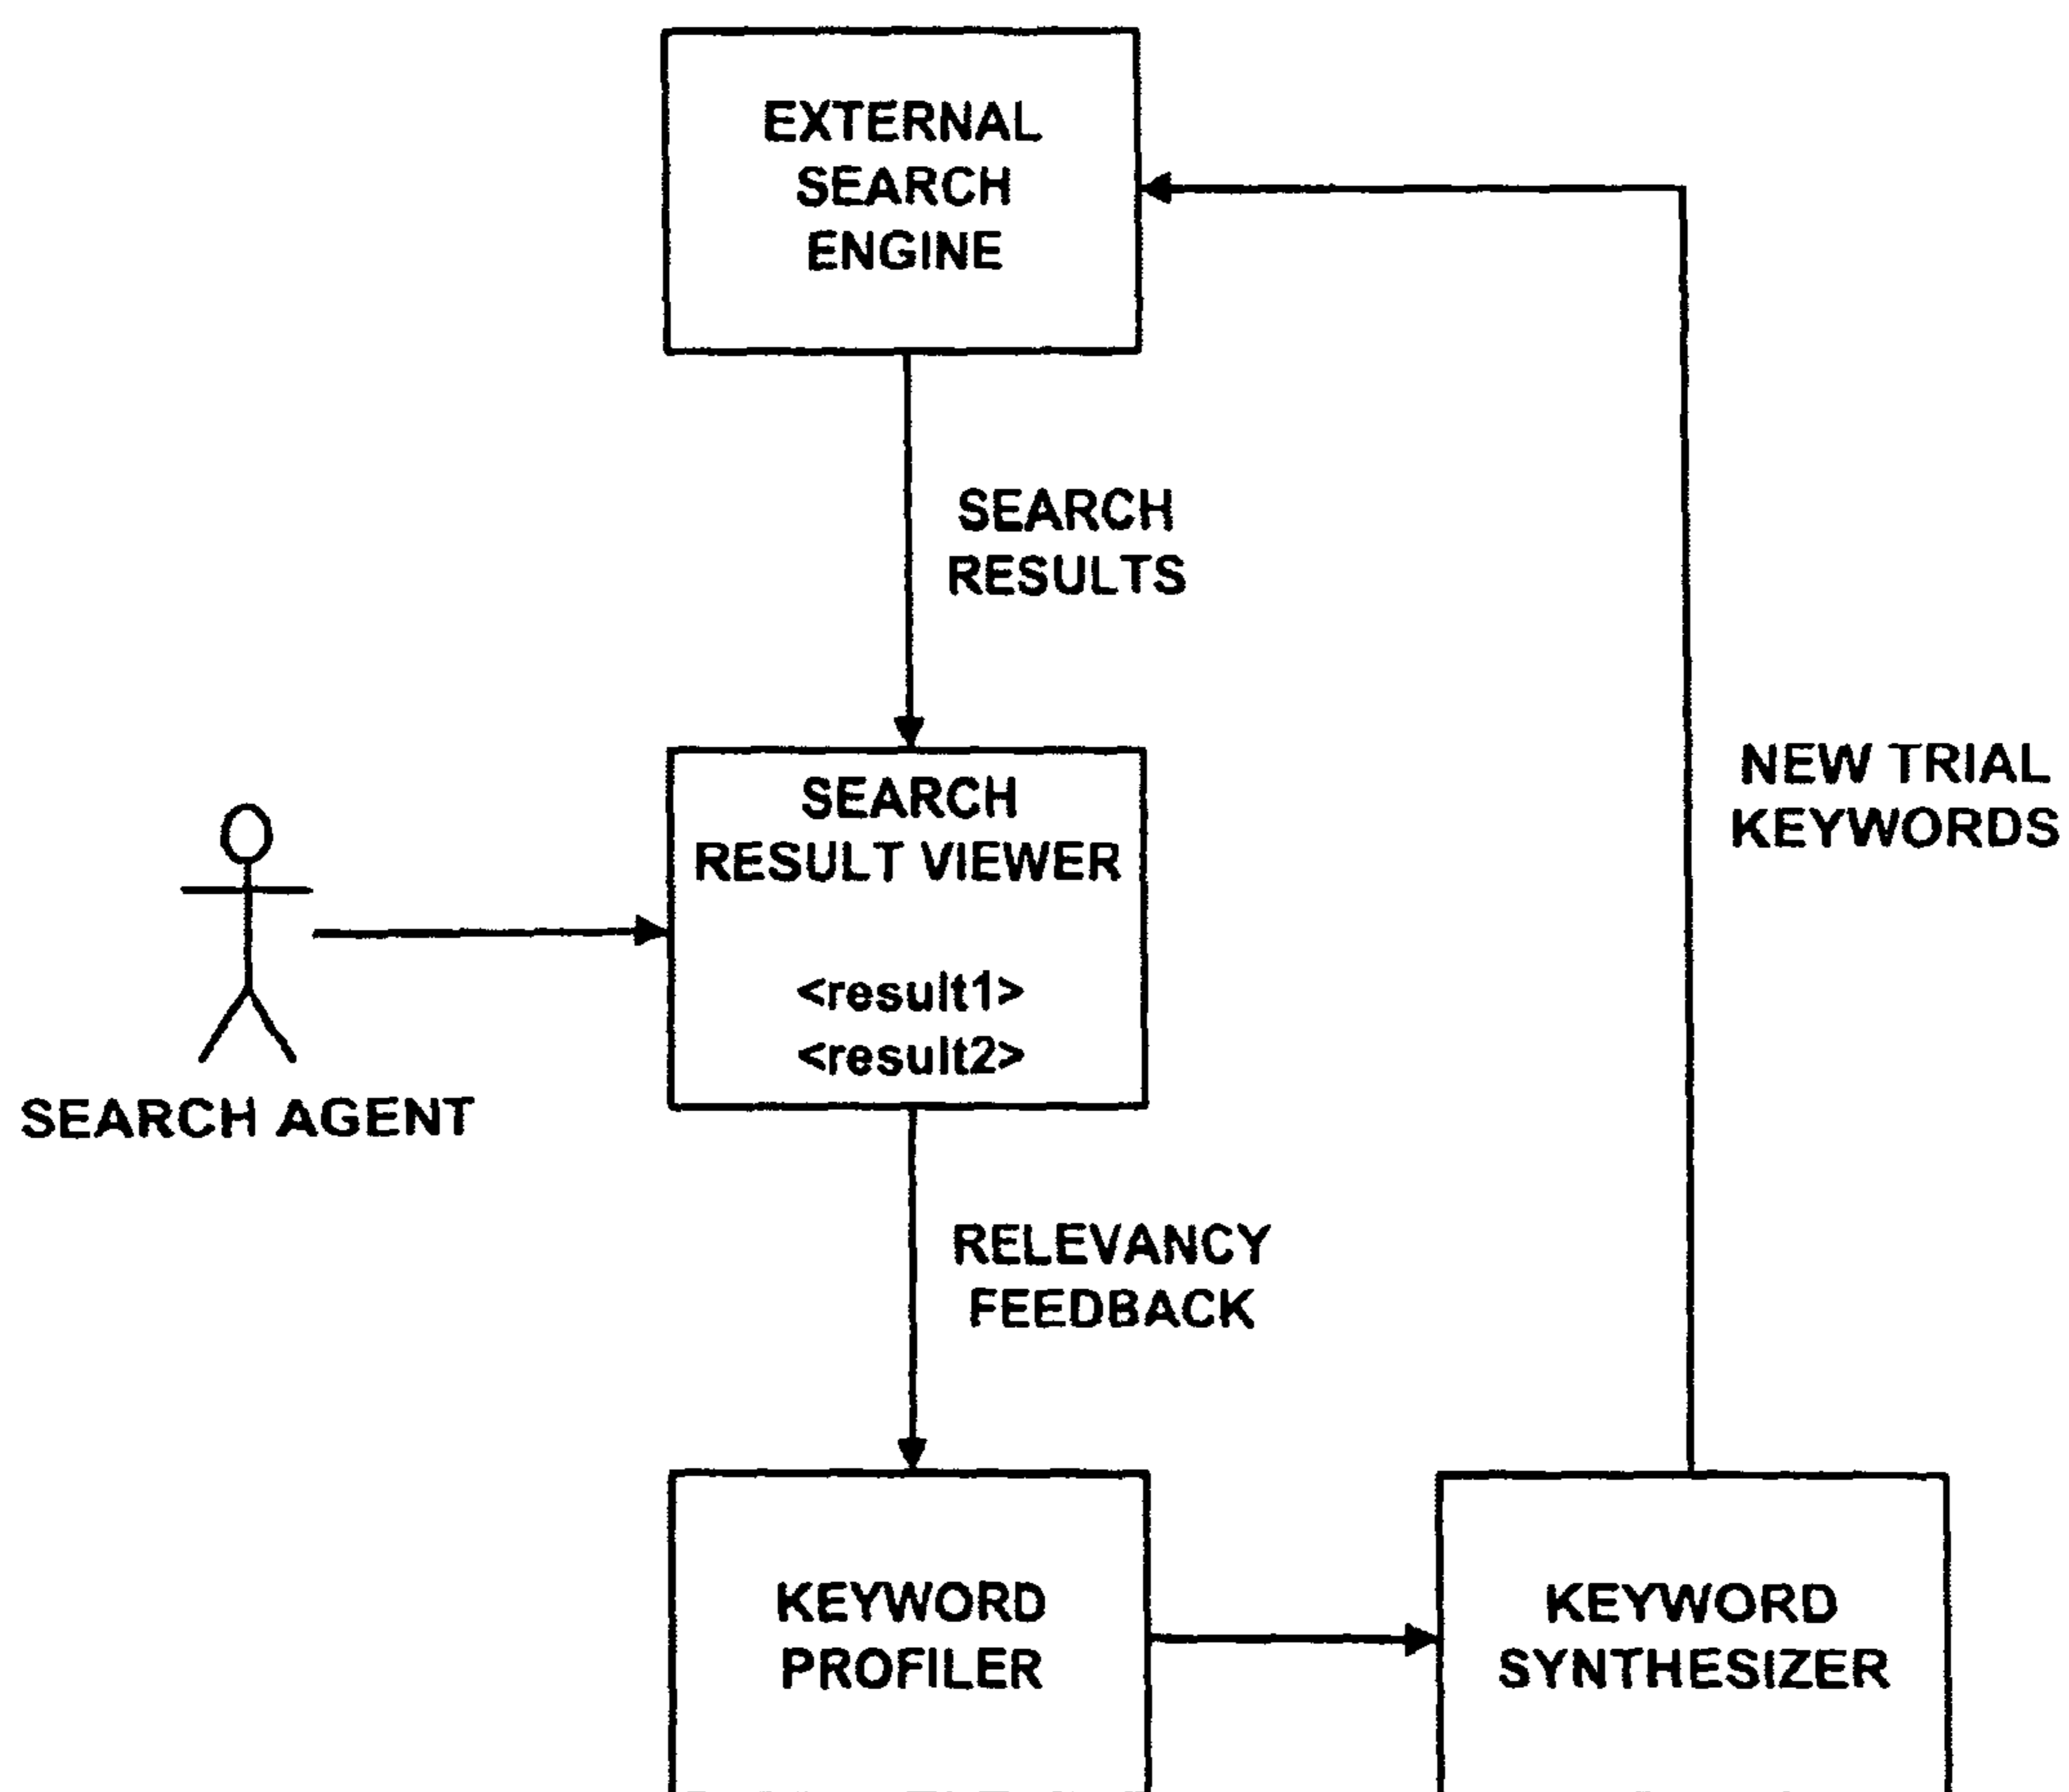 EXTERNAL
SEARCH
ENGINE
SEARCH
RESULTS
SEARCH
RESULT VIEWER
<result1>
<result2>
SEARCH AGENT
NEW TRIAL
KEYWORDS
RELEVANCY
FEEDBACK
KEYWORD
PROFILER
KEYWORD
SYNTHESIZER